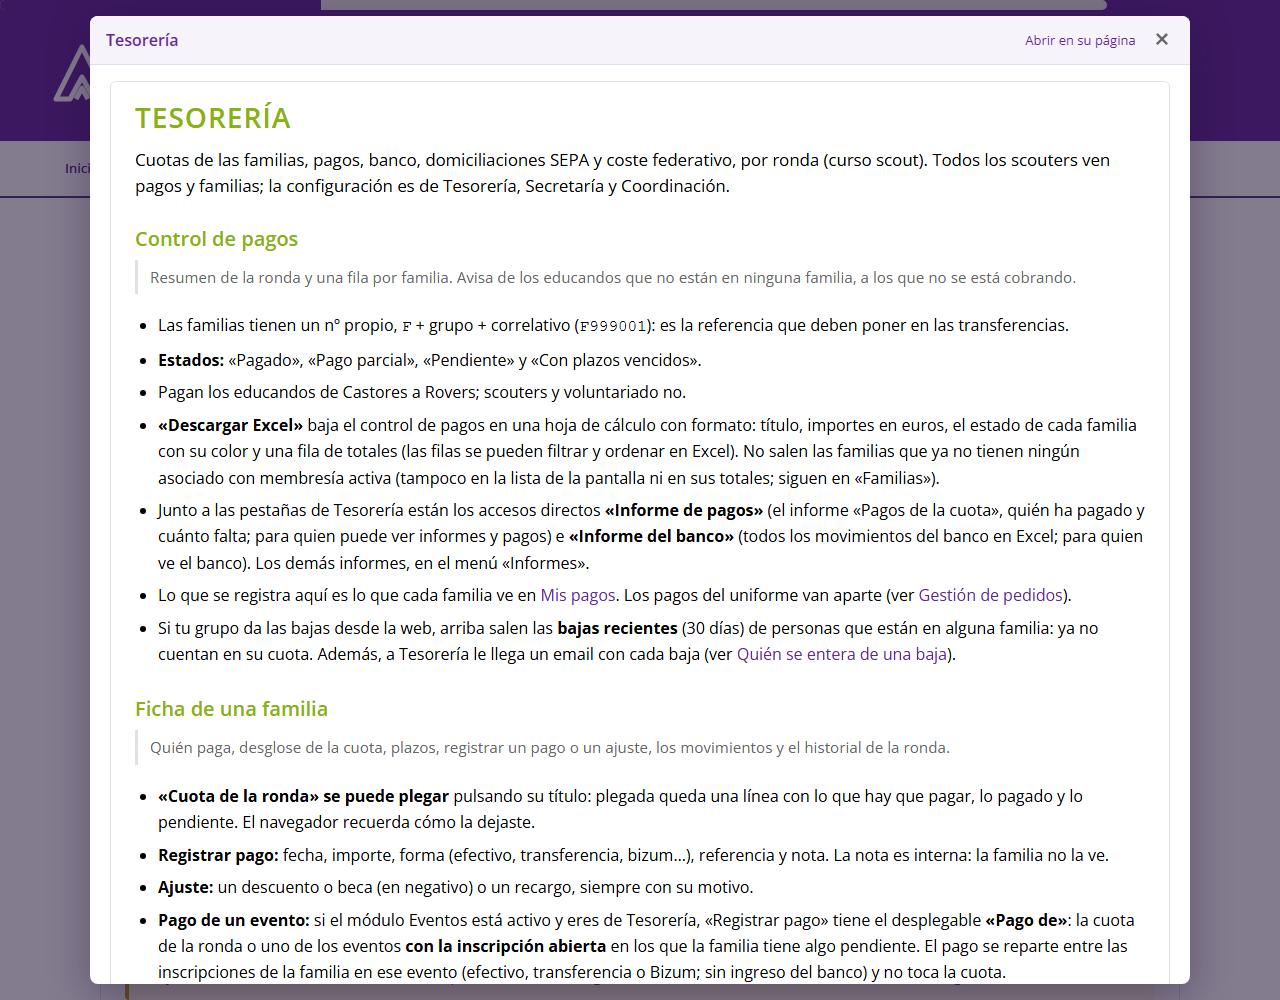 Tesorería
Abrir en su página
✕
Inici
TESORERÍA
Cuotas de las familias, pagos, banco, domiciliaciones SEPA y coste federativo, por ronda (curso scout). Todos los scouters ven
pagos y familias; la configuración es de Tesorería, Secretaría y Coordinación.
Control de pagos
Resumen de la ronda y una fila por familia. Avisa de los educandos que no están en ninguna familia, a los que no se está cobrando.
• Las familias tienen un nº propio, F + grupo + correlativo (F999001): es la referencia que deben poner en las transferencias.
• Estados: «Pagado», «Pago parcial», «Pendiente» y «Con plazos vencidos».
• Pagan los educandos de Castores a Rovers; scouters y voluntariado no.
• «Descargar Excel» baja el control de pagos en una hoja de cálculo con formato: título, importes en euros, el estado de cada familia
con su color y una fila de totales (las filas se pueden filtrar y ordenar en Excel). No salen las familias que ya no tienen ningún
asociado con membresía activa (tampoco en la lista de la pantalla ni en sus totales; siguen en «Familias»).
• Junto a las pestañas de Tesorería están los accesos directos «Informe de pagos» (el informe «Pagos de la cuota», quién ha pagado y
cuánto falta; para quien puede ver informes y pagos) e «Informe del banco» (todos los movimientos del banco en Excel; para quien
ve el banco). Los demás informes, en el menú «Informes».
• Lo que se registra aquí es lo que cada familia ve en Mis pagos. Los pagos del uniforme van aparte (ver Gestión de pedidos).
• Si tu grupo da las bajas desde la web, arriba salen las bajas recientes (30 días) de personas que están en alguna familia: ya no
cuentan en su cuota. Además, a Tesorería le llega un email con cada baja (ver Quién se entera de una baja).
Ficha de una familia
Quién paga, desglose de la cuota, plazos, registrar un pago o un ajuste, los movimientos y el historial de la ronda.
• «Cuota de la ronda» se puede plegar pulsando su título: plegada queda una línea con lo que hay que pagar, lo pagado y lo
pendiente. El navegador recuerda cómo la dejaste.
• Registrar pago: fecha, importe, forma (efectivo, transferencia, bizum...), referencia y nota. La nota es interna: la familia no la ve.
• Ajuste: un descuento o beca (en negativo) o un recargo, siempre con su motivo.
• Pago de un evento: si el módulo Eventos está activo y eres de Tesorería, «Registrar pago» tiene el desplegable «Pago de»: la cuota
de la ronda o uno de los eventos con la inscripción abierta en los que la familia tiene algo pendiente. El pago se reparte entre las
inscripciones de la familia en ese evento (efectivo, transferencia o Bizum; sin ingreso del banco) y no toca la cuota.